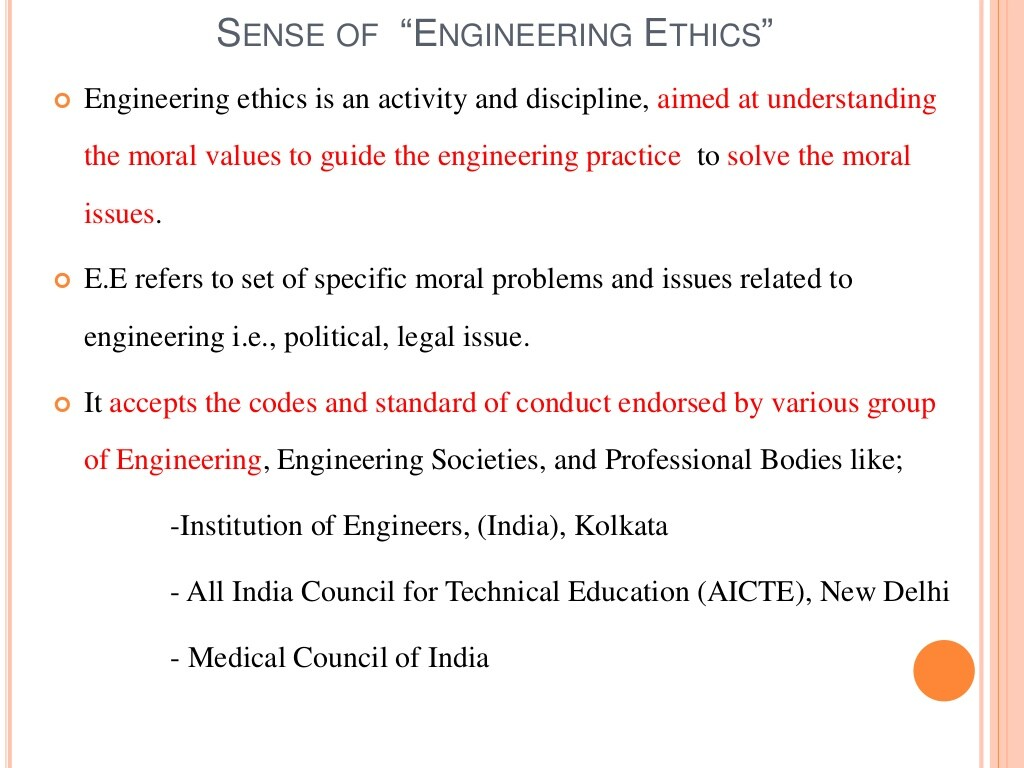 Sense of “Engineering Ethics”
Engineering ethics is an activity and discipline, aimed at understanding
the moral values to guide the engineering practice to solve the moral
issues.
E.E refers to set of specific moral problems and issues related to
engineering i.e., political, legal issue.
It accepts the codes and standard of conduct endorsed by various group
of Engineering, Engineering Societies, and Professional Bodies like;
-Institution of Engineers, (India), Kolkata
- All India Council for Technical Education (AICTE), New Delhi
- Medical Council of India